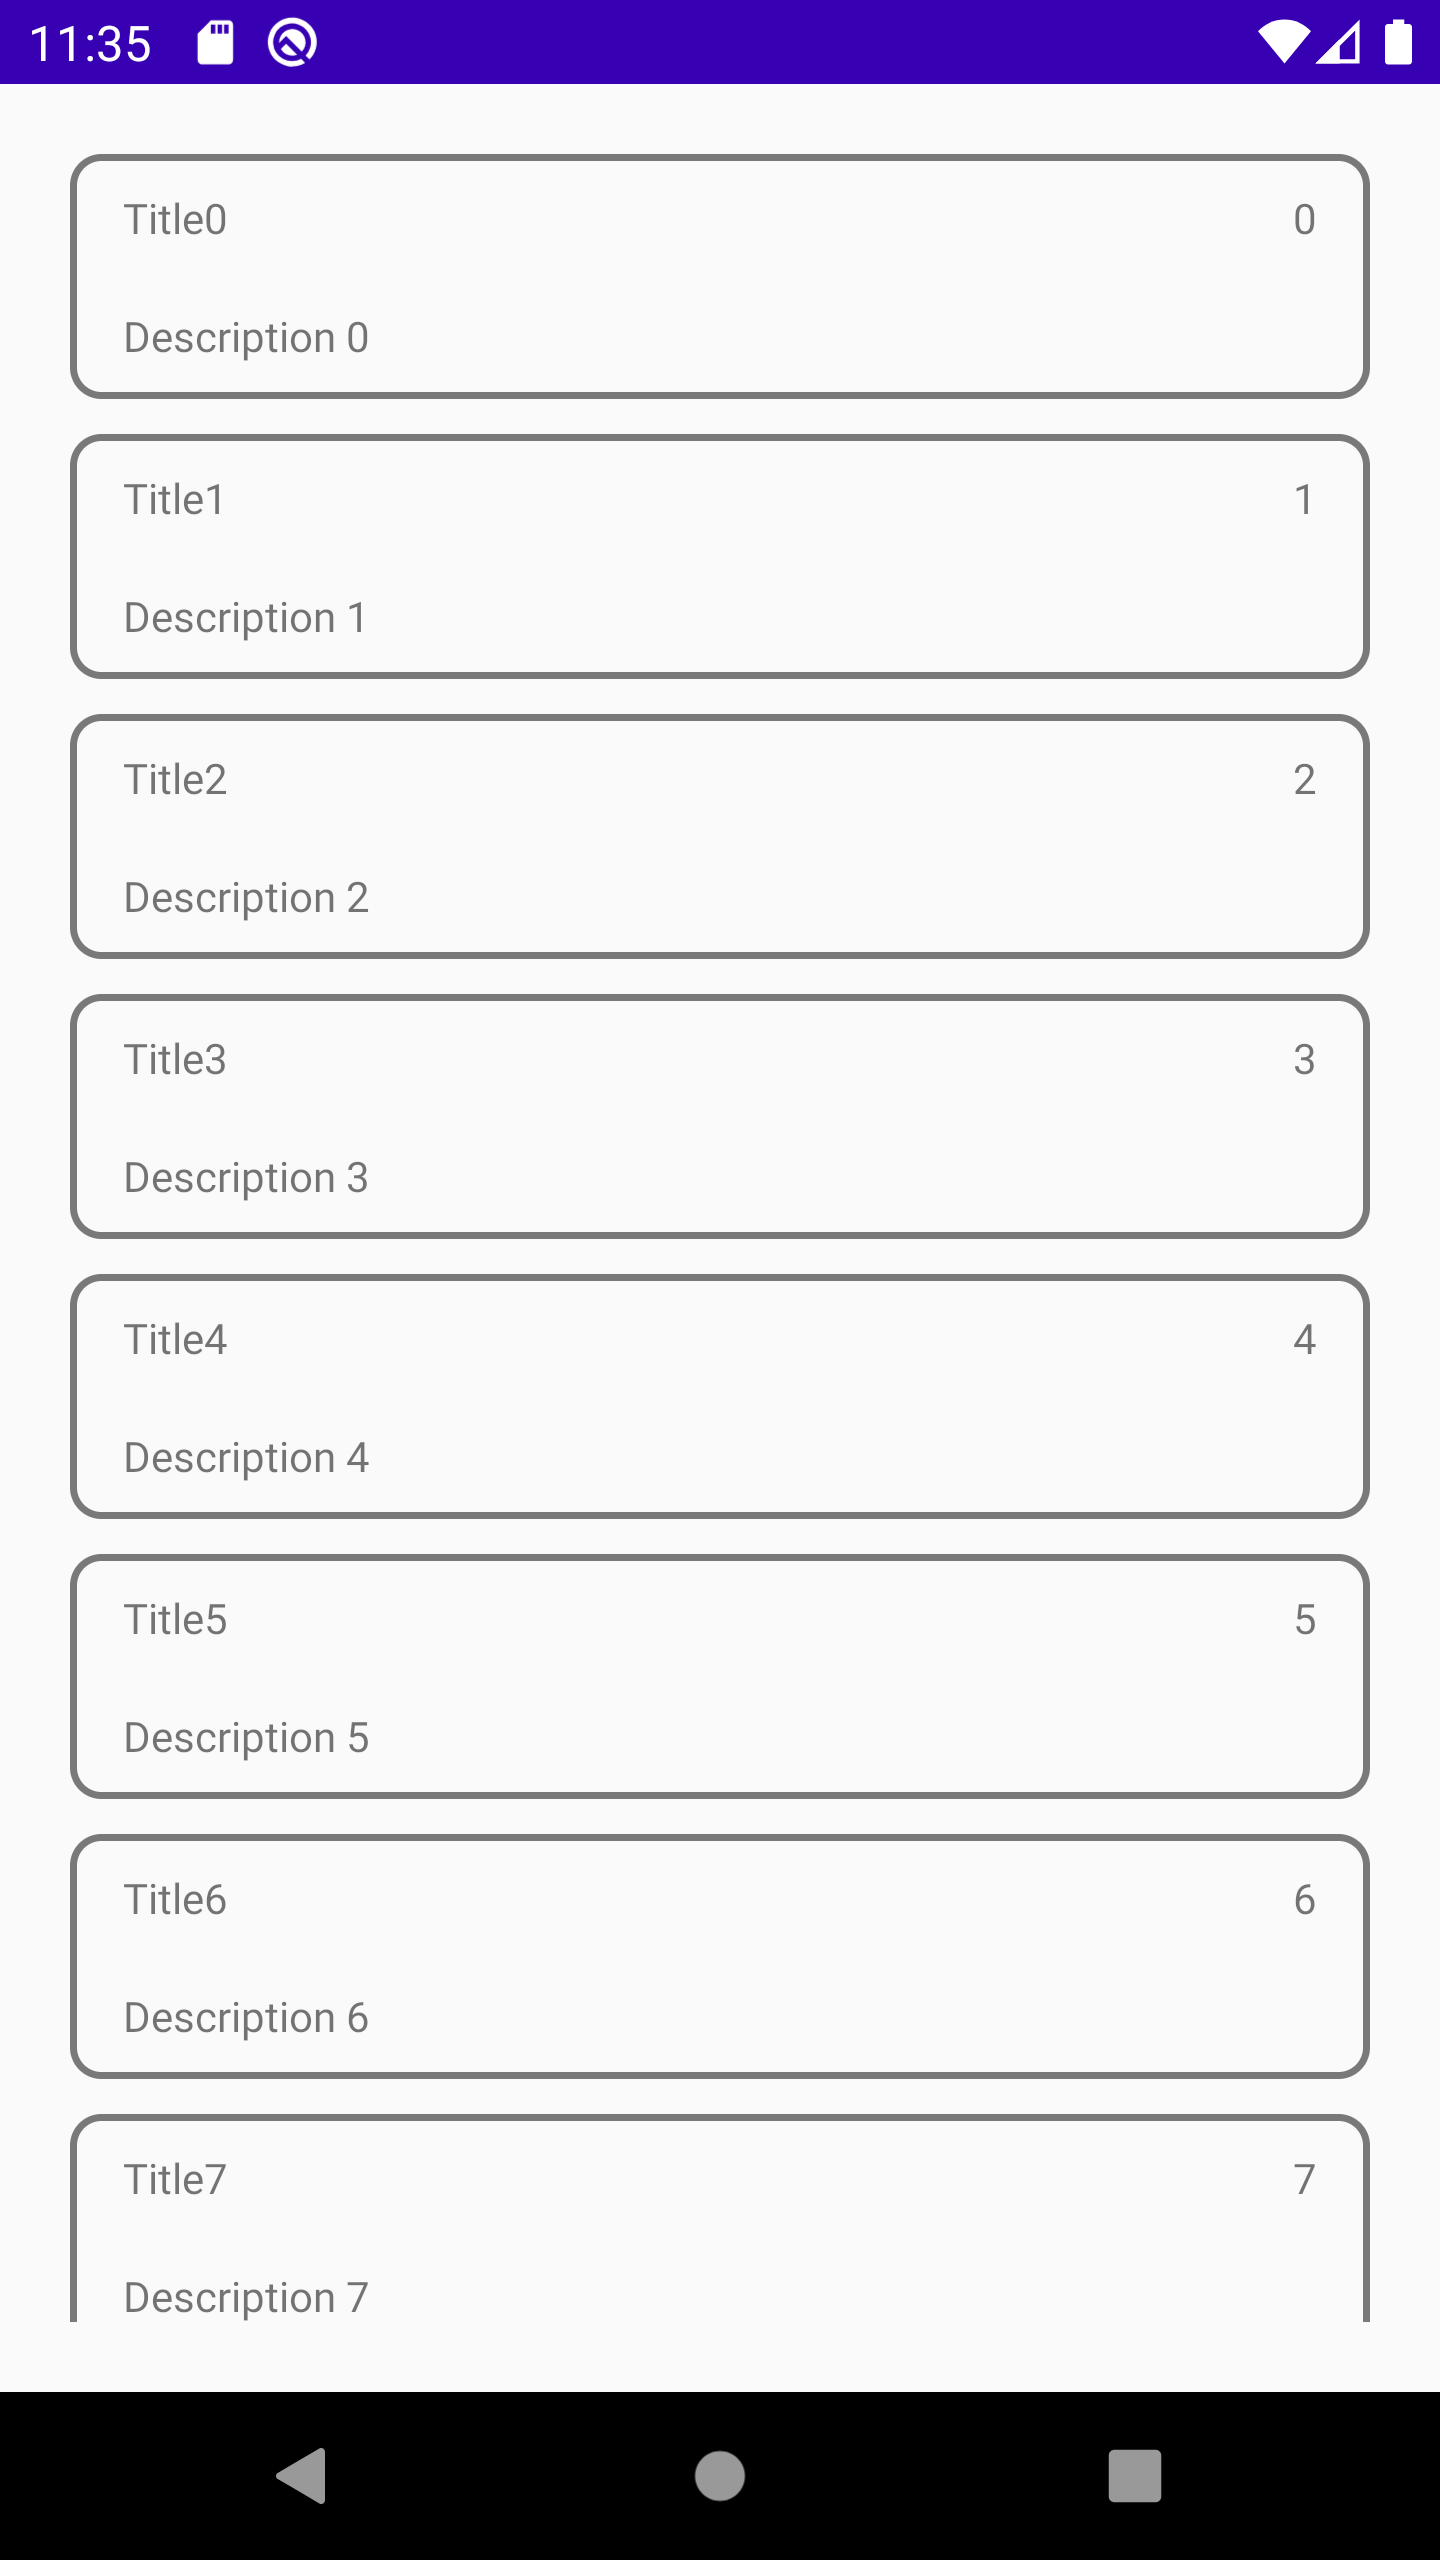 11:35
Title0 0
Description 0
Title1 1
Description 1
Title2 2
Description 2
Title3 3
Description 3
Title4 4
Description 4
Title5 5
Description 5
Title6 6
Description 6
Title7 7
Description 7